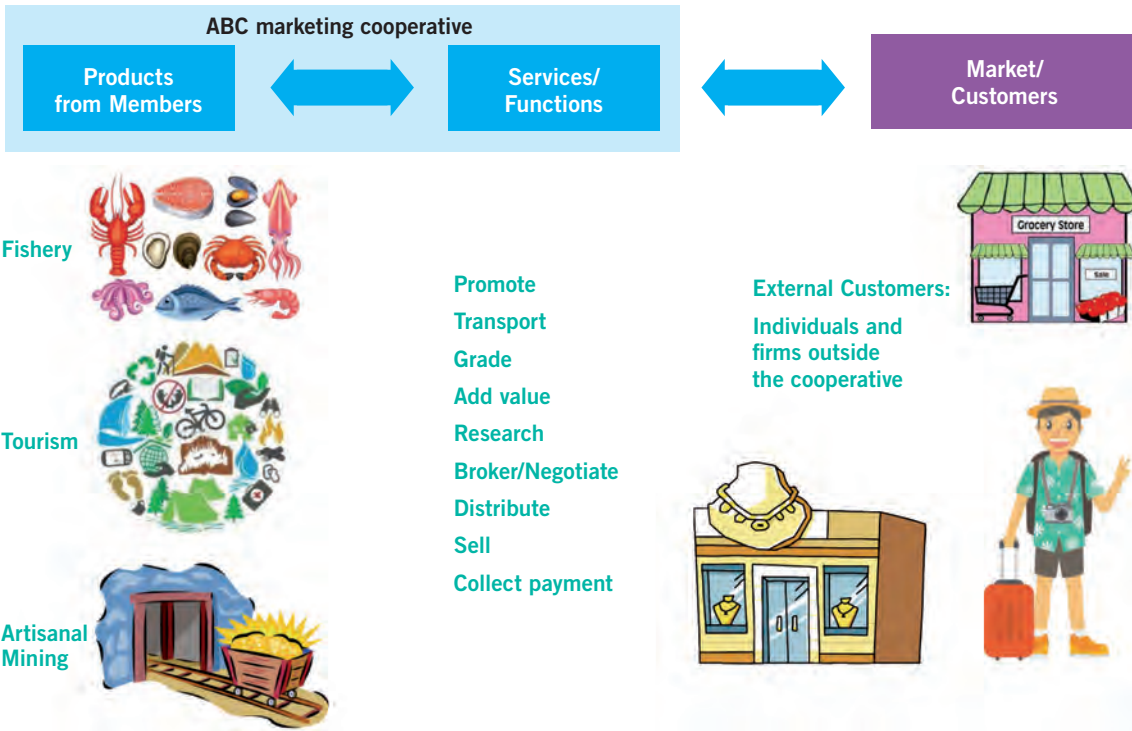 ABC marketing cooperative
Products
from Members
Services/
Functions
Market/
Customers
Fishery
Tourism
Artisanal
Mining
Promote
Transport
Grade
Add value
Research
Broker/Negotiate
Distribute
Sell
Collect payment
External Customers:
Individuals and
firms outside
the cooperative
Grocery Store
Sale